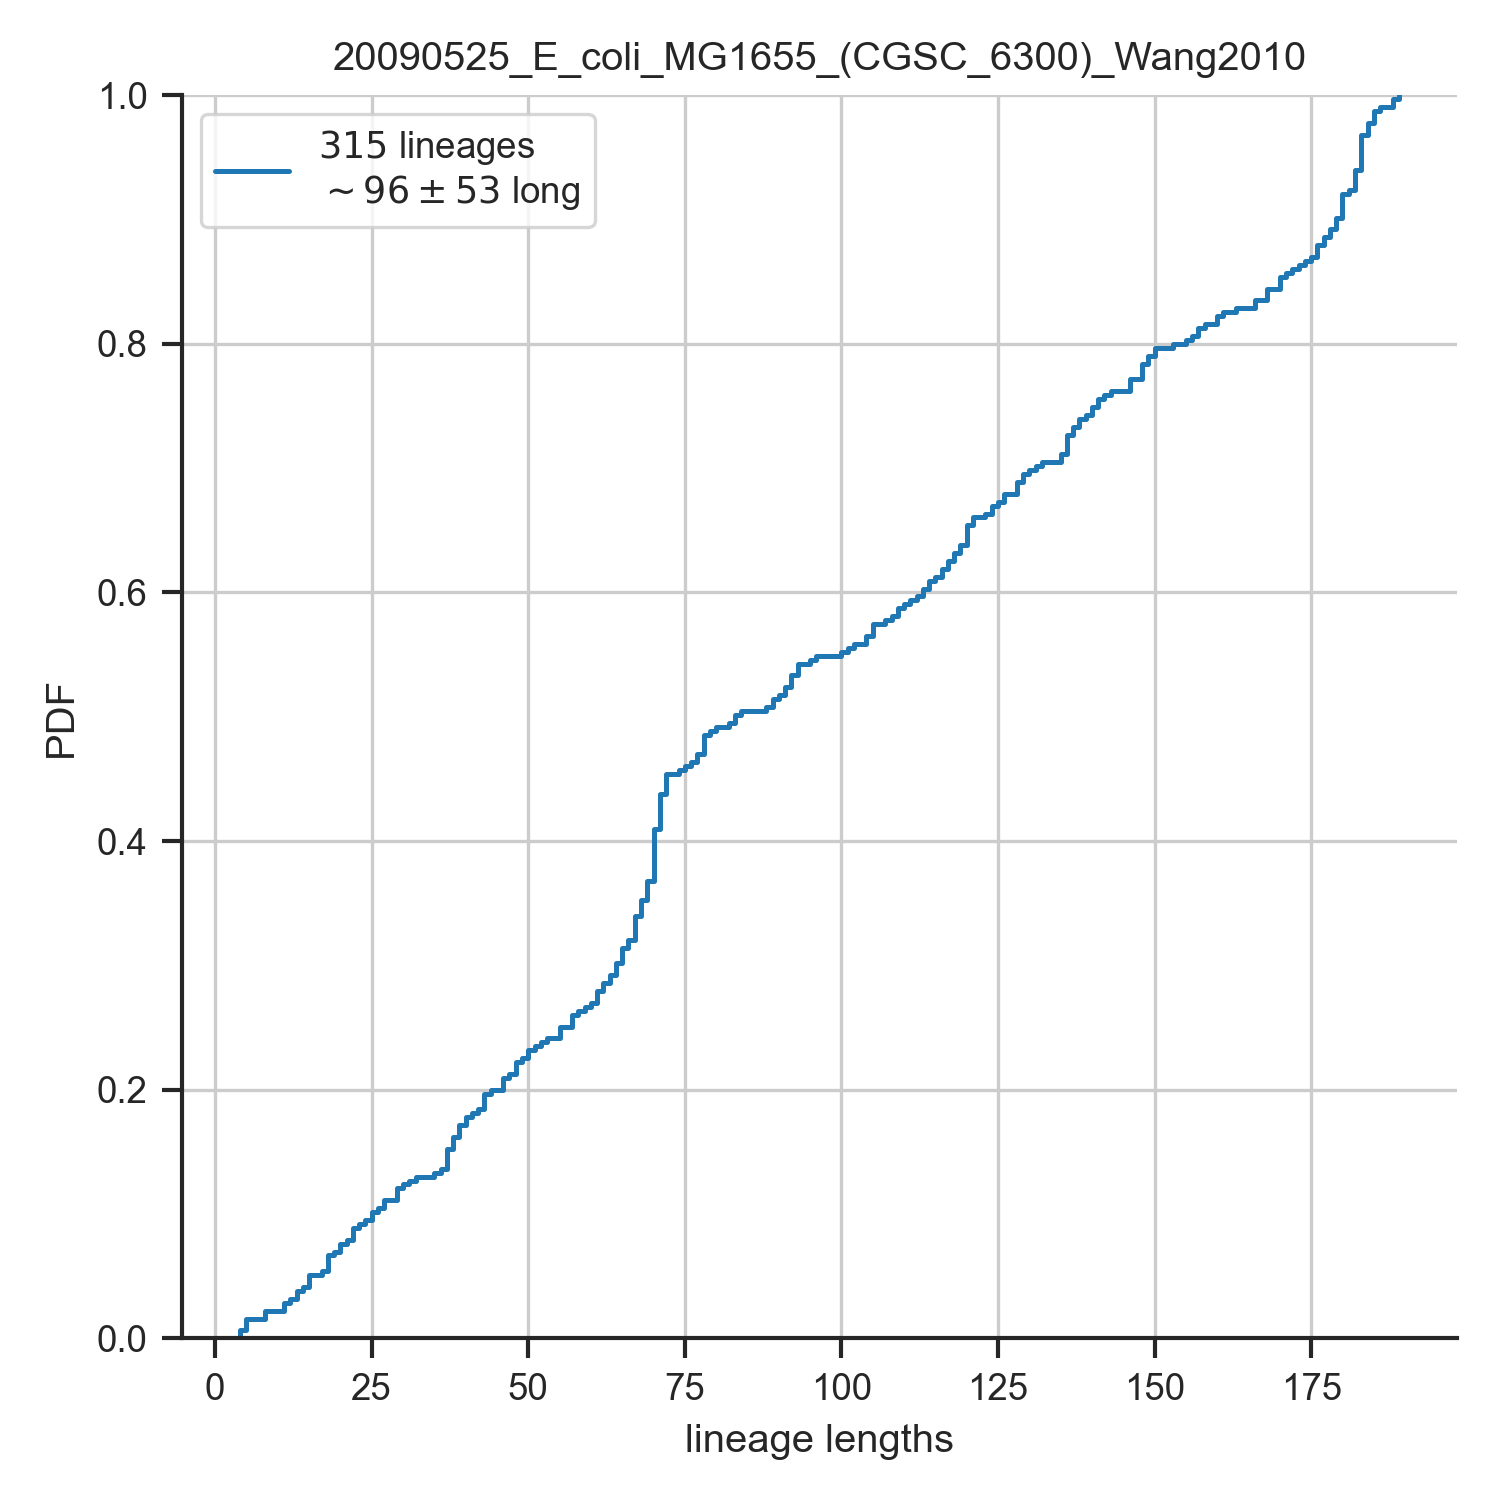 20090525_E_coli_MG1655_(CGSC_6300)_Wang2010
1.0
315 lineages
~96 ± 53 long
0.8
0.6
PDF
0.4
0.2
0.0
0 25 50 75 100 125 150 175
lineage lengths